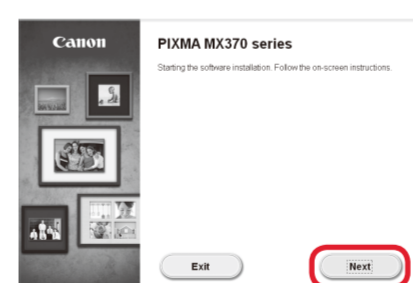 Canon
PIXMA MX370 series
Starting the software installation. Follow the on-screen instructions.
Exit
Next